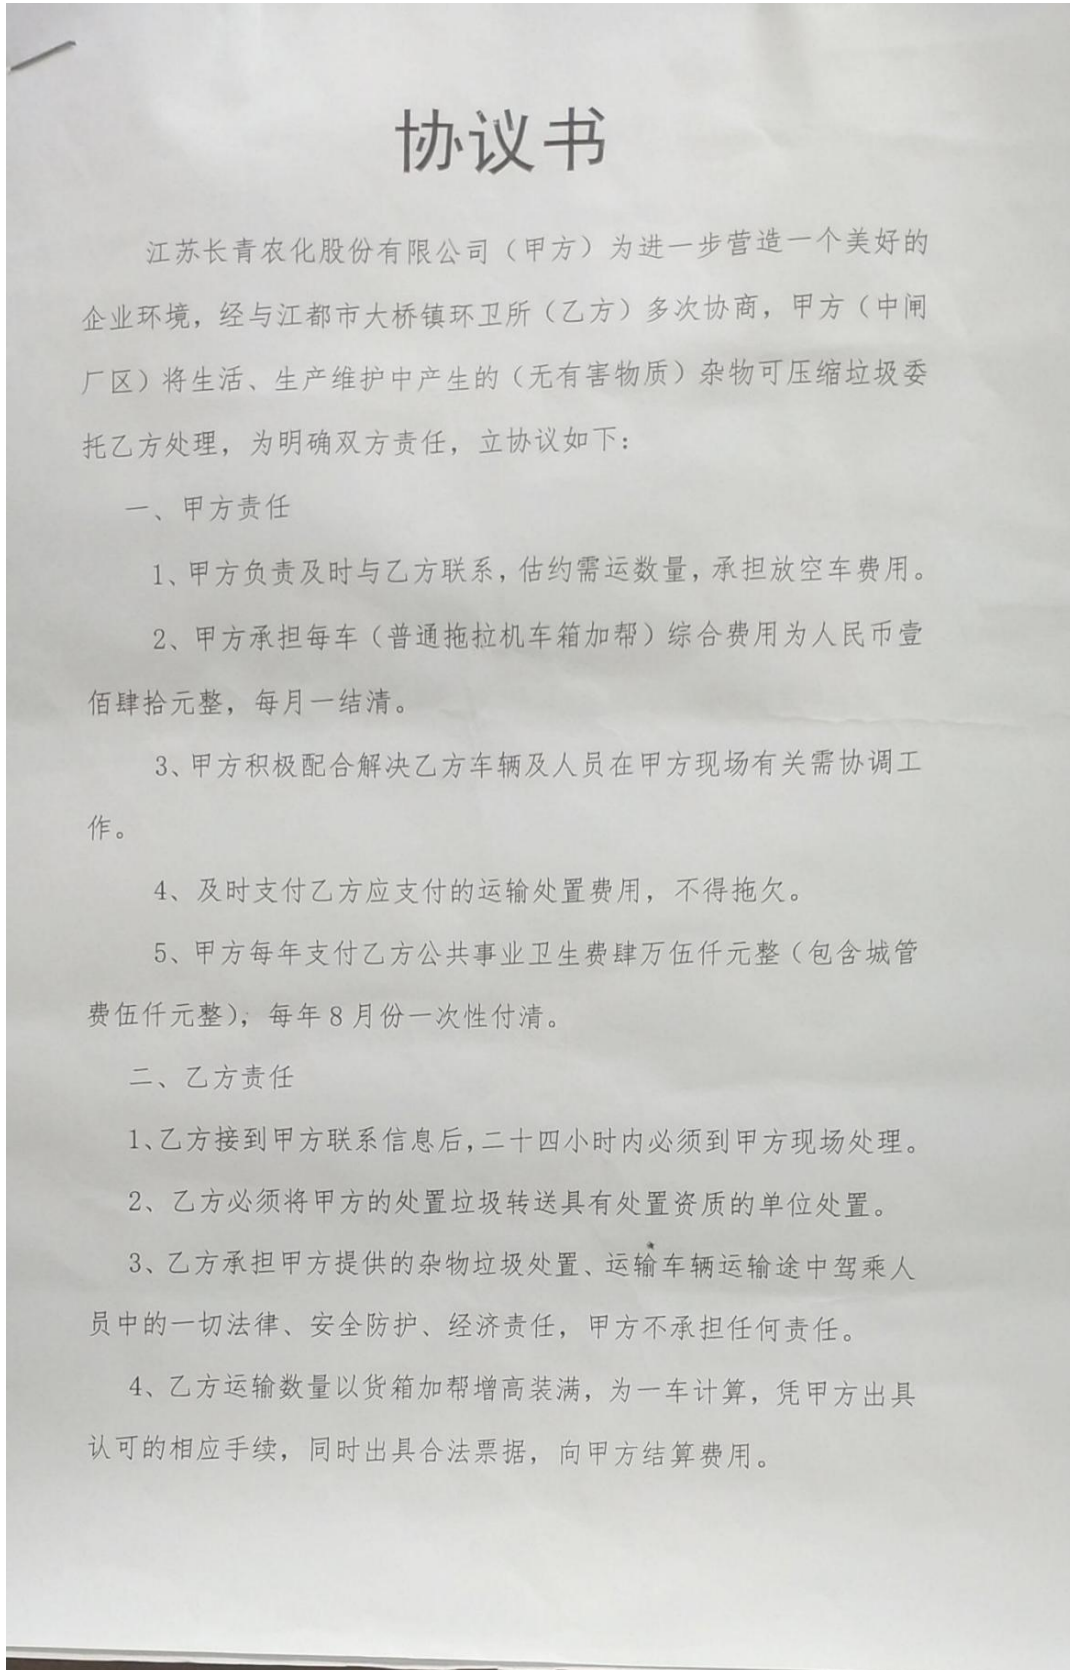 协议书
江苏长青农化股份有限公司（甲方）为进一步营造一个美好的
企业环境，经与江都市大桥镇环卫所（乙方）多次协商，甲方（中闸
厂区）将生活、生产维护中产生的（无有害物质）杂物可压缩垃圾委
托乙方处理，为明确双方责任，立协议如下：
一、甲方责任
1、甲方负责及时与乙方联系，估约需运数量，承担放空车费用。
2、甲方承担每车（普通拖拉机车箱加帮）综合费用为人民币壹
佰肆拾元整，每月一结清。
3、甲方积极配合解决乙方车辆及人员在甲方现场有关需协调工
作。
4、及时支付乙方应支付的运输处置费用，不得拖欠。
5、甲方每年支付乙方公共事业卫生费肆万伍仟元整（包含城管
费伍仟元整），每年8月份一次性付清。
二、乙方责任
1、乙方接到甲方联系信息后，二十四小时内必须到甲方现场处理。
2、乙方必须将甲方的处置垃圾转送具有处置资质的单位处置。
3、乙方承担甲方提供的杂物垃圾处置、运输车辆运输途中驾乘人
员中的一切法律、安全防护、经济责任，甲方不承担任何责任。
4、乙方运输数量以货箱加帮增高装满，为一车计算，凭甲方出具
认可的相应手续，同时出具合法票据，向甲方结算费用。